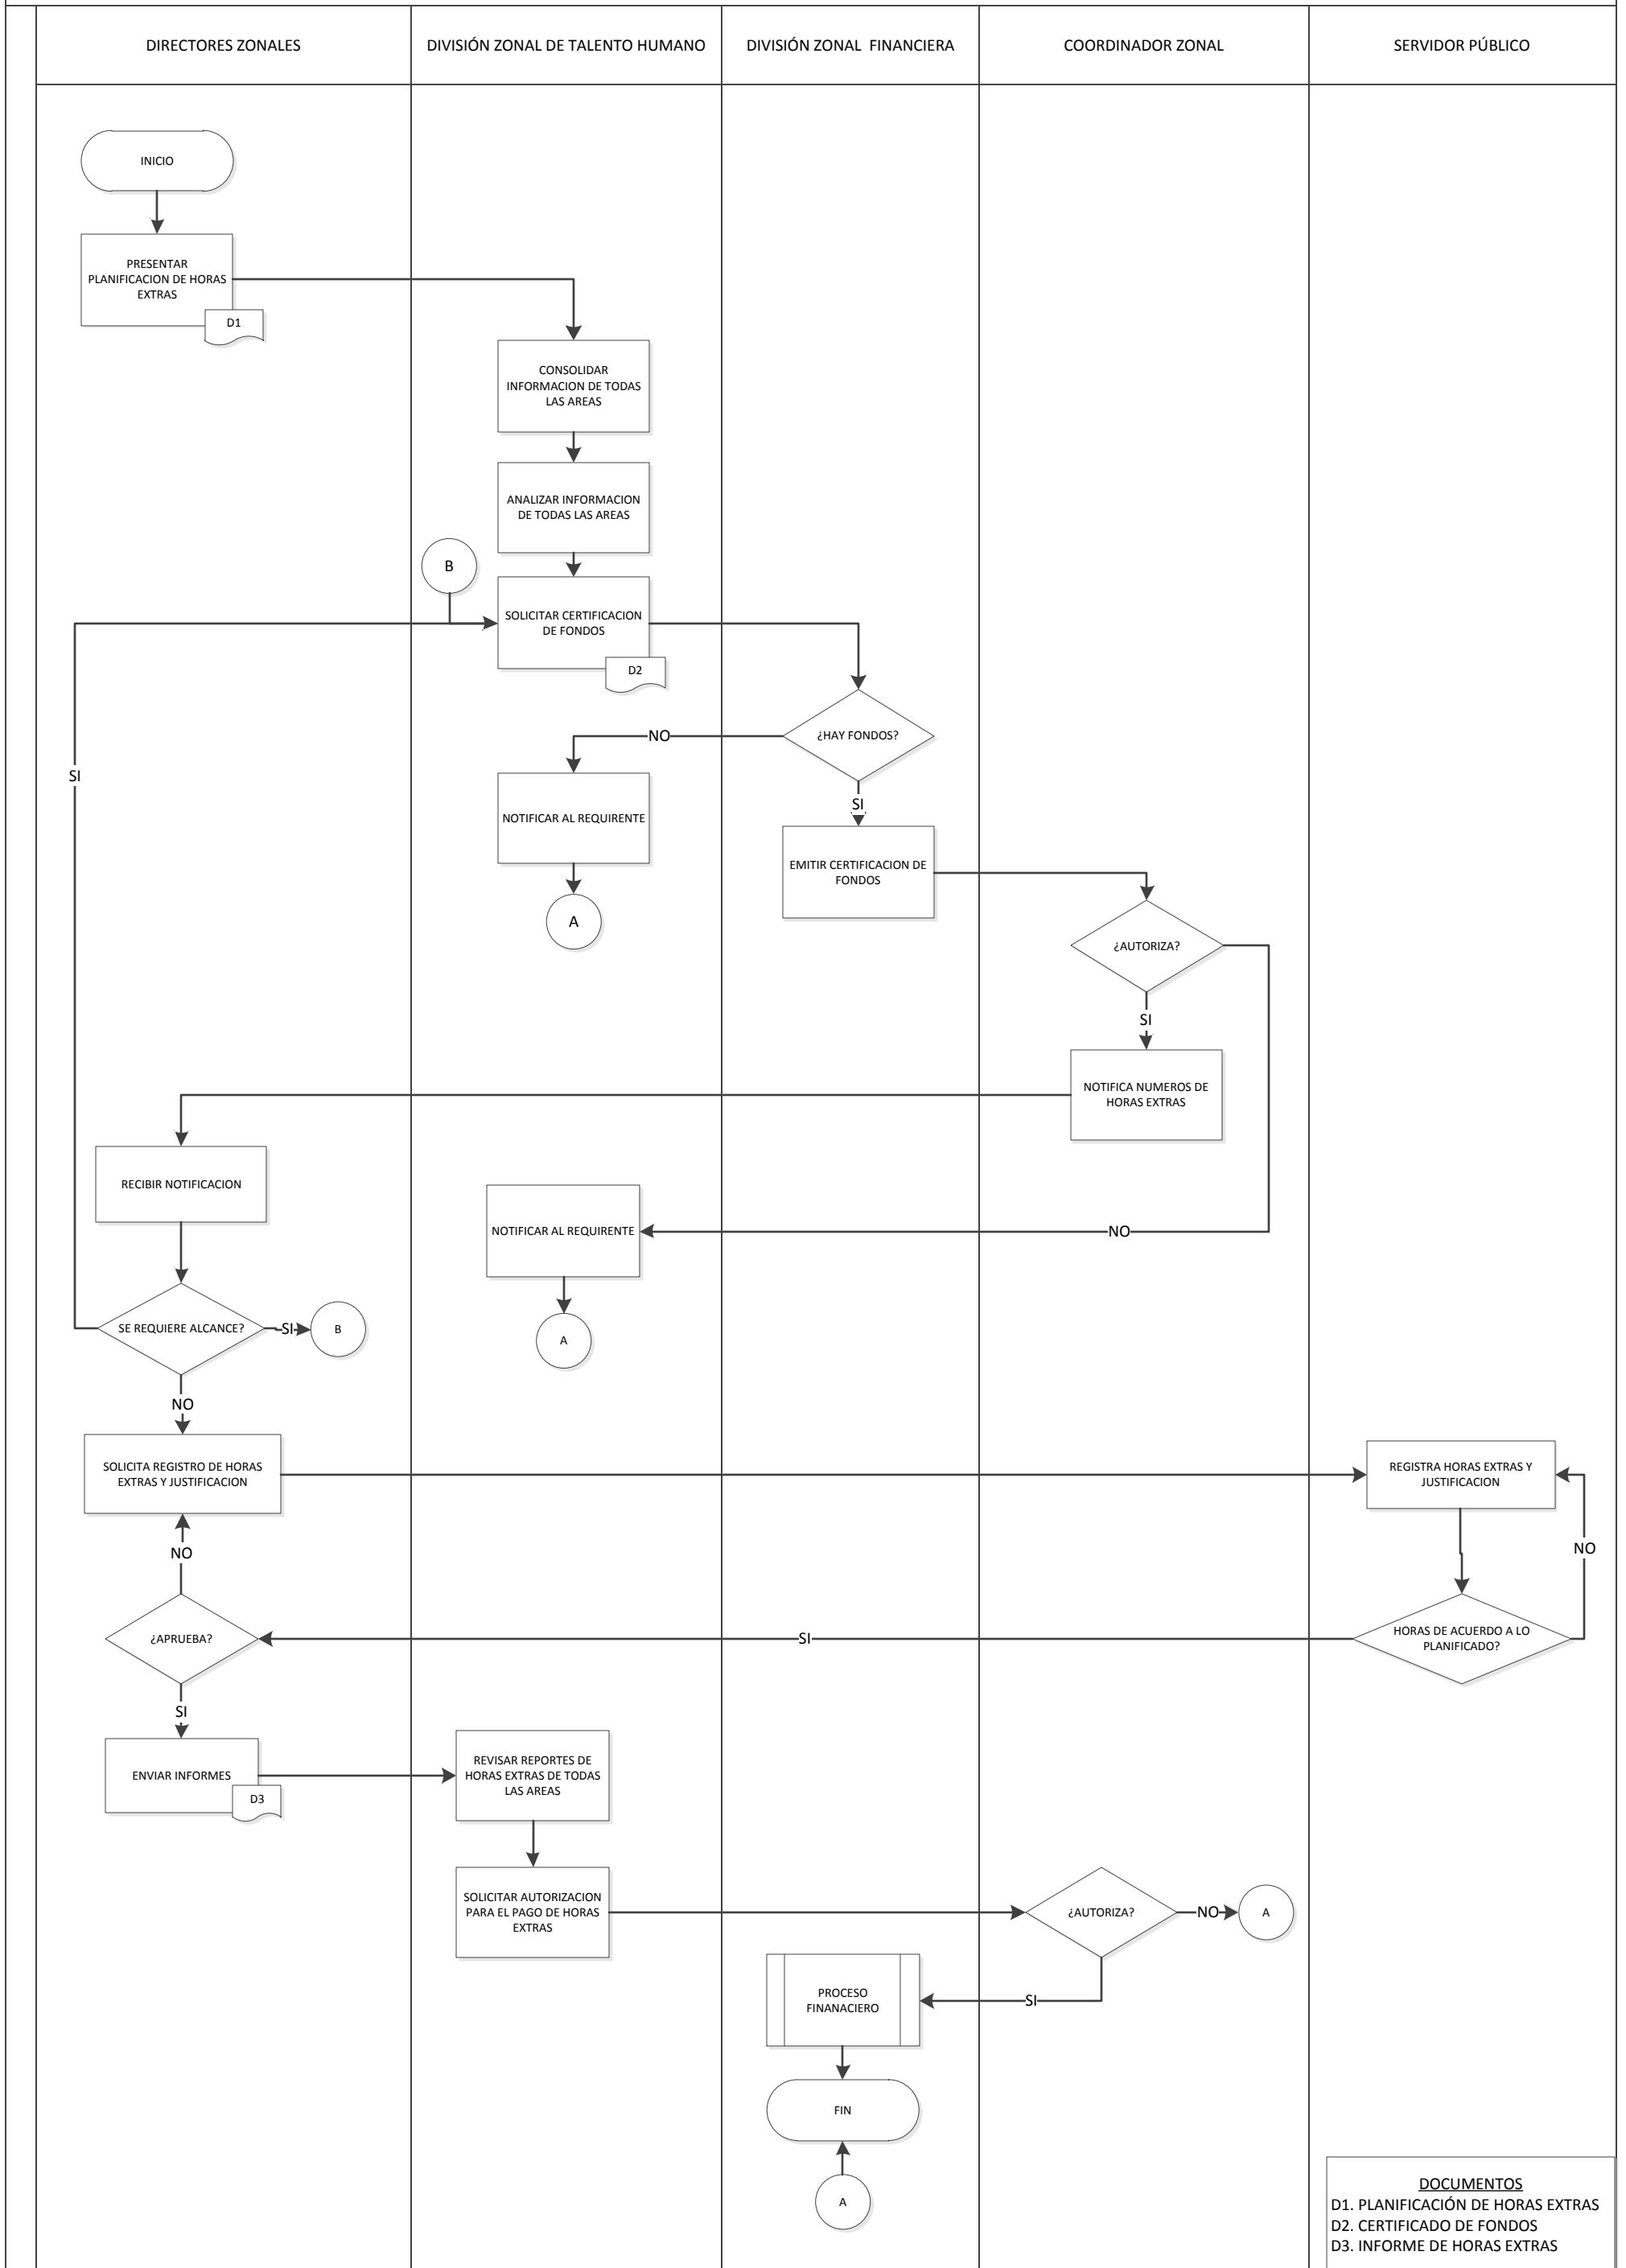 DIRECTORES ZONALES
DIVISIÓN ZONAL DE TALENTO HUMANO
DIVISIÓN ZONAL FINANCIERA
COORDINADOR ZONAL
SERVIDOR PÚBLICO
INICIO
PRESENTAR
PLANIFICACION DE HORAS
EXTRAS
D1
CONSOLIDAR
INFORMACION DE TODAS
LAS AREAS
ANALIZAR INFORMACION
DE TODAS LAS AREAS
B
SOLICITAR CERTIFICACION
DE FONDOS
D2
¿HAY FONDOS?
NO
SI
SI
NOTIFICAR AL REQUIRENTE
EMITIR CERTIFICACION DE
FONDOS
A
¿AUTORIZA?
SI
NOTIFICA NUMEROS DE
HORAS EXTRAS
RECIBIR NOTIFICACION
NOTIFICAR AL REQUIRENTE
NO
SE REQUIERE ALCANCE?
SI
B
A
NO
SOLICITA REGISTRO DE HORAS
EXTRAS Y JUSTIFICACION
REGISTRA HORAS EXTRAS Y
JUSTIFICACION
NO
NO
¿APRUEBA?
SI
HORAS DE ACUERDO A LO
PLANIFICADO?
SI
ENVIAR INFORMES
D3
REVISAR REPORTES DE
HORAS EXTRAS DE TODAS
LAS AREAS
SOLICITAR AUTORIZACION
PARA EL PAGO DE HORAS
EXTRAS
¿AUTORIZA?
NO
A
PROCESO
FINANACIERO
SI
FIN
A
DOCUMENTOS
D1. PLANIFICACIÓN DE HORAS EXTRAS
D2. CERTIFICADO DE FONDOS
D3. INFORME DE HORAS EXTRAS